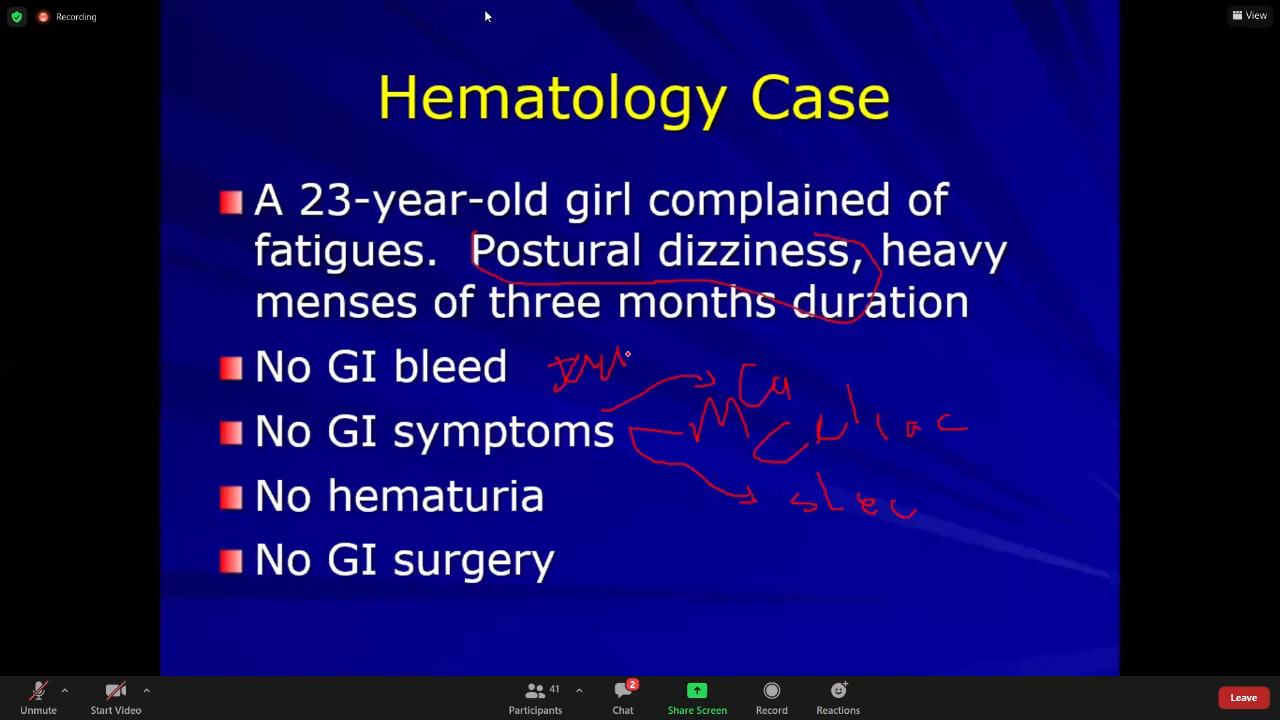 Recording
View
Hematology Case
A 23-year-old girl complained of
fatigues. Postural dizziness, heavy
menses of three months duration
No GI bleed
Ca
No GI symptoms
Celiac
No hematuria
No GI surgery
Unmute
Start Video
Participants
41
Chat
2
Share Screen
Record
Reactions
Leave